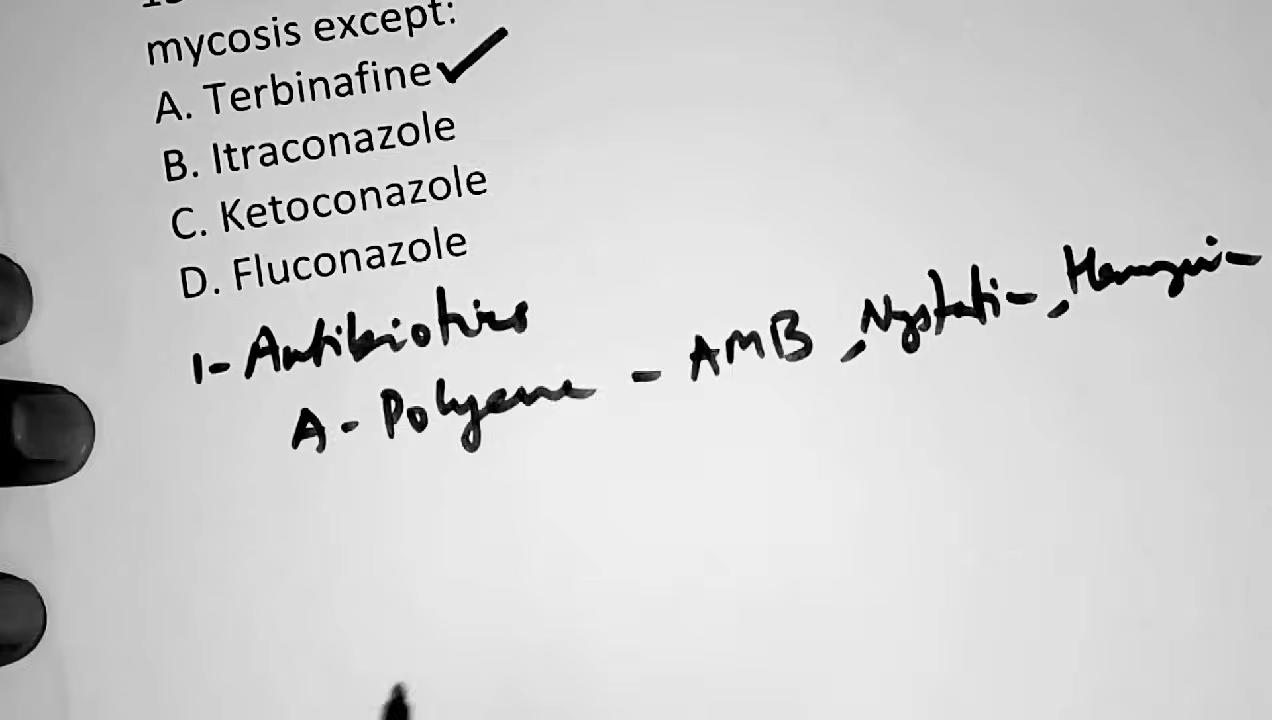 mycosis except:
A. Terbinafine ✓
B. Itraconazole
C. Ketoconazole
D. Fluconazole
1- Antibiotics
A- Polyene - AMB, Nystatin,